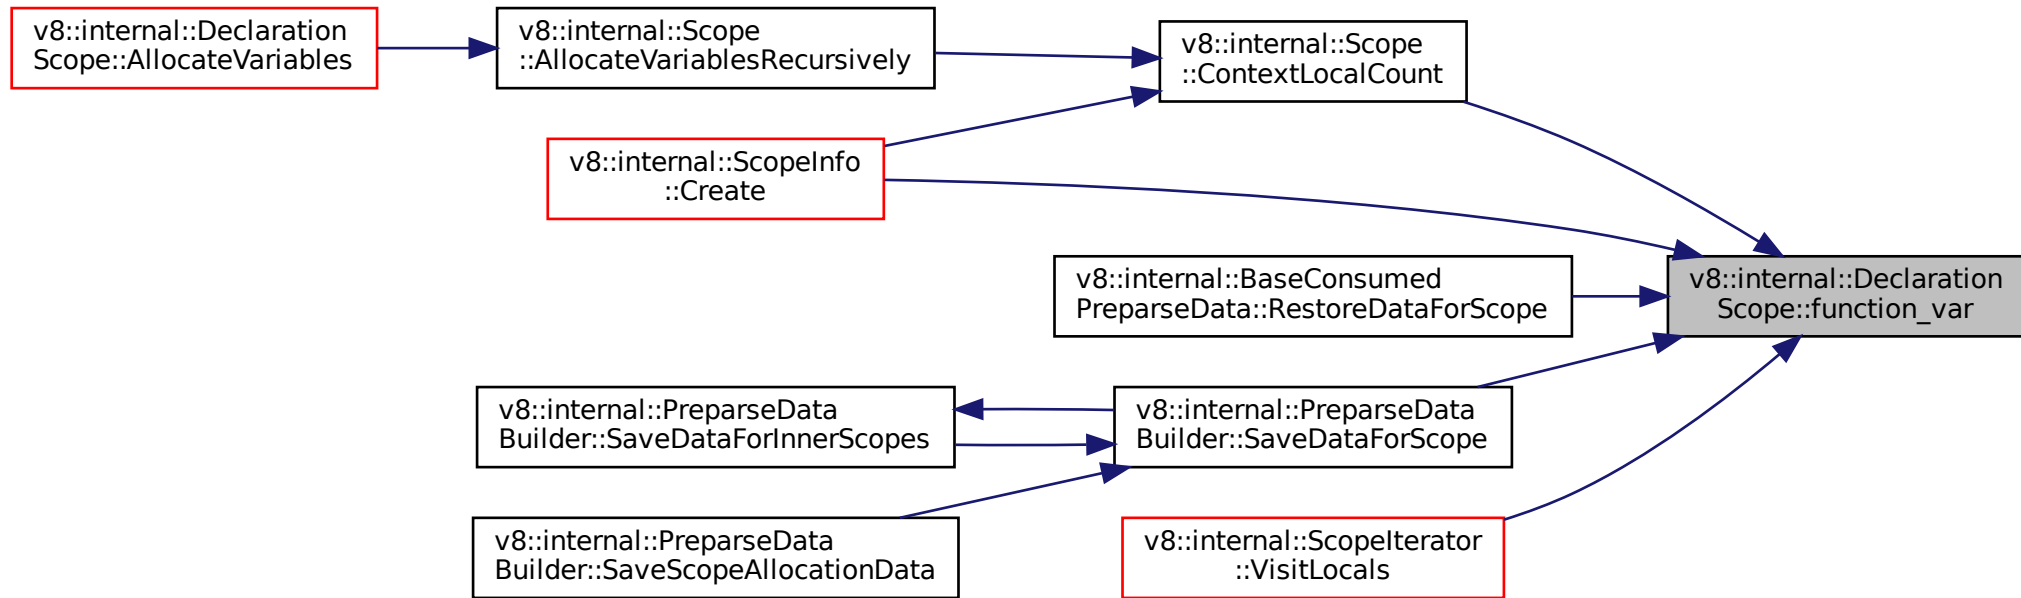 v8::internal::Declaration
Scope::AllocateVariables
v8::internal::Scope
::AllocateVariablesRecursively
v8::internal::Scope
::ContextLocalCount
v8::internal::ScopeInfo
::Create
v8::internal::BaseConsumed
PreparseData::RestoreDataForScope
v8::internal::Declaration
Scope::function_var
v8::internal::PreparseData
Builder::SaveDataForInnerScopes
v8::internal::PreparseData
Builder::SaveDataForScope
v8::internal::PreparseData
Builder::SaveScopeAllocationData
v8::internal::ScopeIterator
::VisitLocals